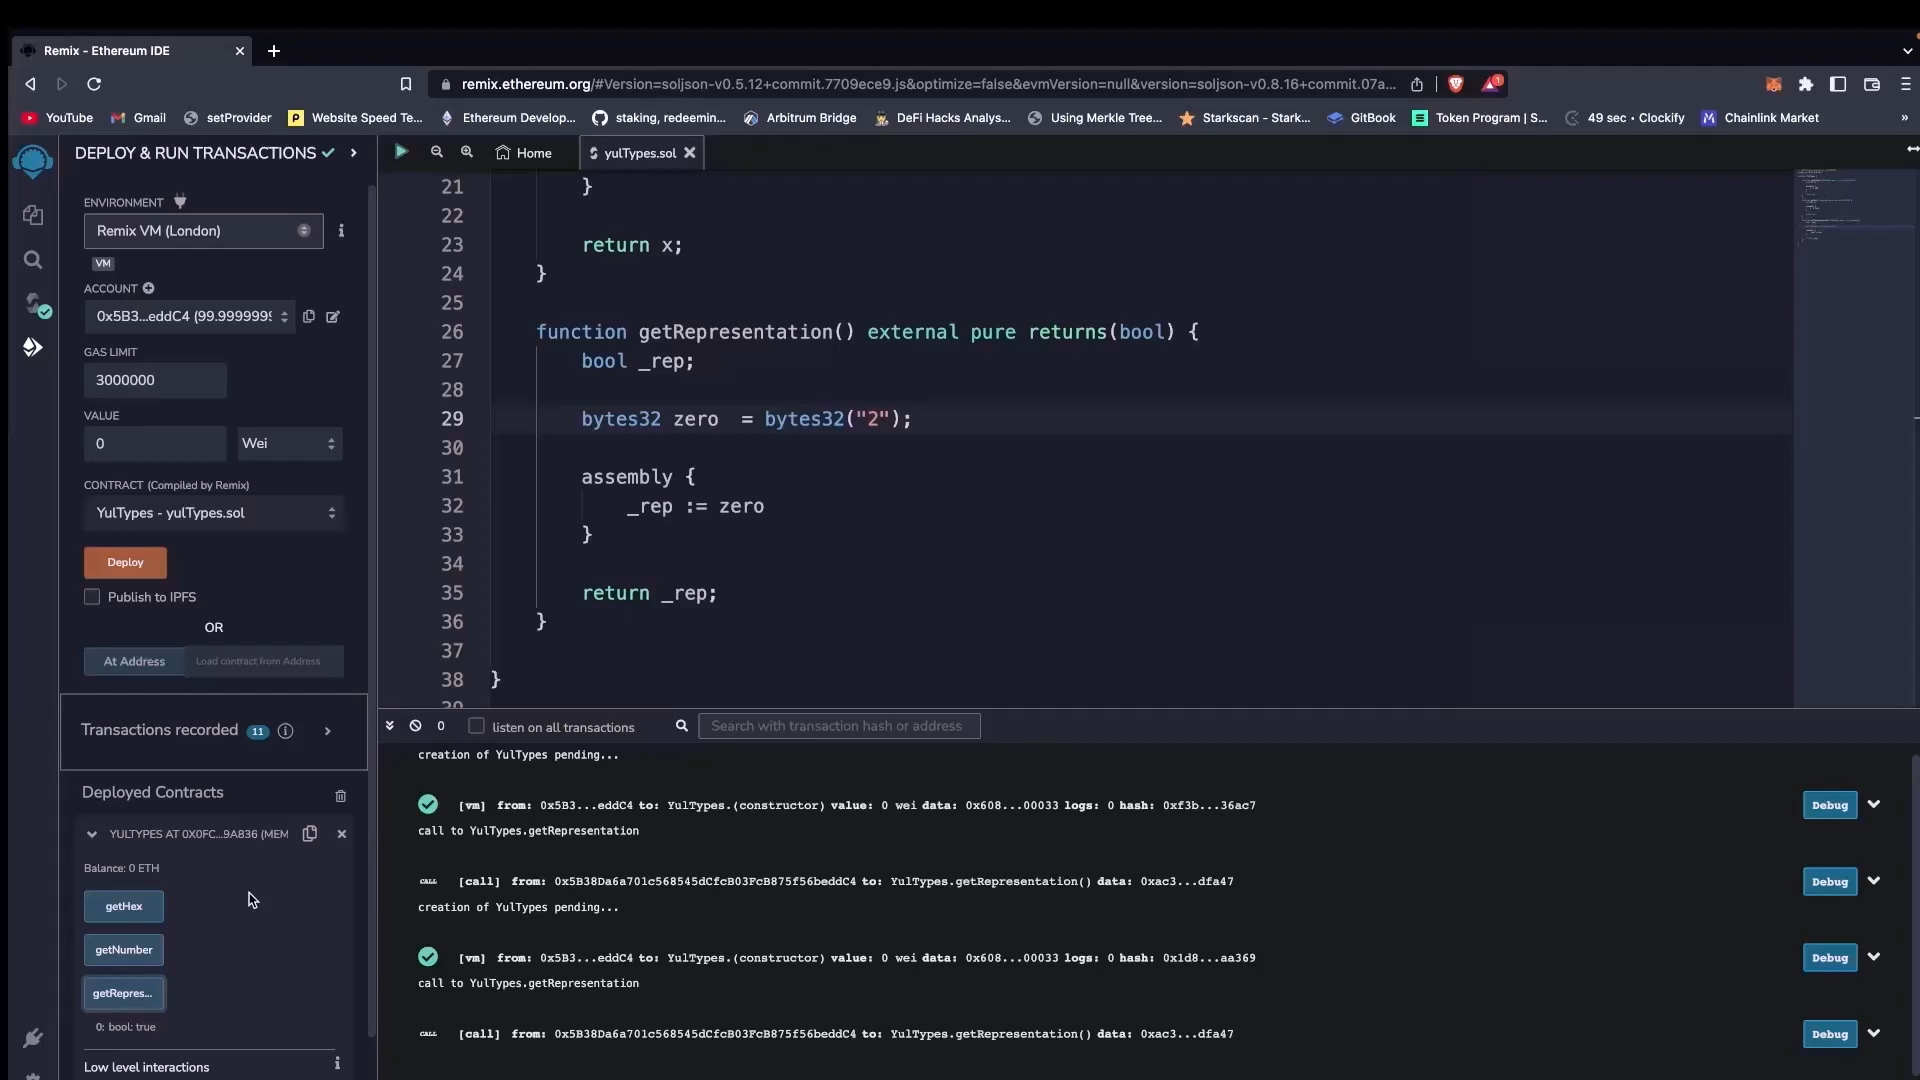 Remix - Ethereum IDE
remix.ethereum.org/#Version=soljson-v0.5.12+commit.7709ece9.js&optimize=false&evmVersion=null&version=soljson-v0.8.16+commit.07a...
1
YouTube Gmail setProvider Website Speed Te... Ethereum Develop... staking, redeemin... Arbitrum Bridge DeFi Hacks Analys... Using Merkle Tree... Starkscan - Stark... GitBook Token Program | S... 49 sec • Clockify Chainlink Market »
DEPLOY & RUN TRANSACTIONS
Home
yulTypes.sol
ENVIRONMENT
Remix VM (London)
VM
ACCOUNT
0x5B3...eddC4 (99.9999999
GAS LIMIT
3000000
VALUE
0
Wei
CONTRACT (Compiled by Remix)
YulTypes - yulTypes.sol
Deploy
Publish to IPFS
OR
At Address
Load contract from Address
Transactions recorded 11
Deployed Contracts
YULTYPES AT 0X0FC...9A836 (MEM
Balance: 0 ETH
getHex
getNumber
getRepres...
0: bool: true
Low level interactions
21 }
22
23 return x;
24 }
25
26 function getRepresentation() external pure returns(bool) {
27 bool _rep;
28
29 bytes32 zero = bytes32("2");
30
31 assembly {
32 _rep := zero
33 }
34
35 return _rep;
36 }
37
38 }
39
0 listen on all transactions Search with transaction hash or address
creation of YulTypes pending...
[vm] from: 0x5B3...eddC4 to: YulTypes.(constructor) value: 0 wei data: 0x608...00033 logs: 0 hash: 0xf3b...36ac7 Debug
call to YulTypes.getRepresentation
CALL [call] from: 0x5B38Da6a701c568545dCfcB03FcB875f56beddC4 to: YulTypes.getRepresentation() data: 0xac3...dfa47 Debug
creation of YulTypes pending...
[vm] from: 0x5B3...eddC4 to: YulTypes.(constructor) value: 0 wei data: 0x608...00033 logs: 0 hash: 0x1d8...aa369 Debug
call to YulTypes.getRepresentation
CALL [call] from: 0x5B38Da6a701c568545dCfcB03FcB875f56beddC4 to: YulTypes.getRepresentation() data: 0xac3...dfa47 Debug